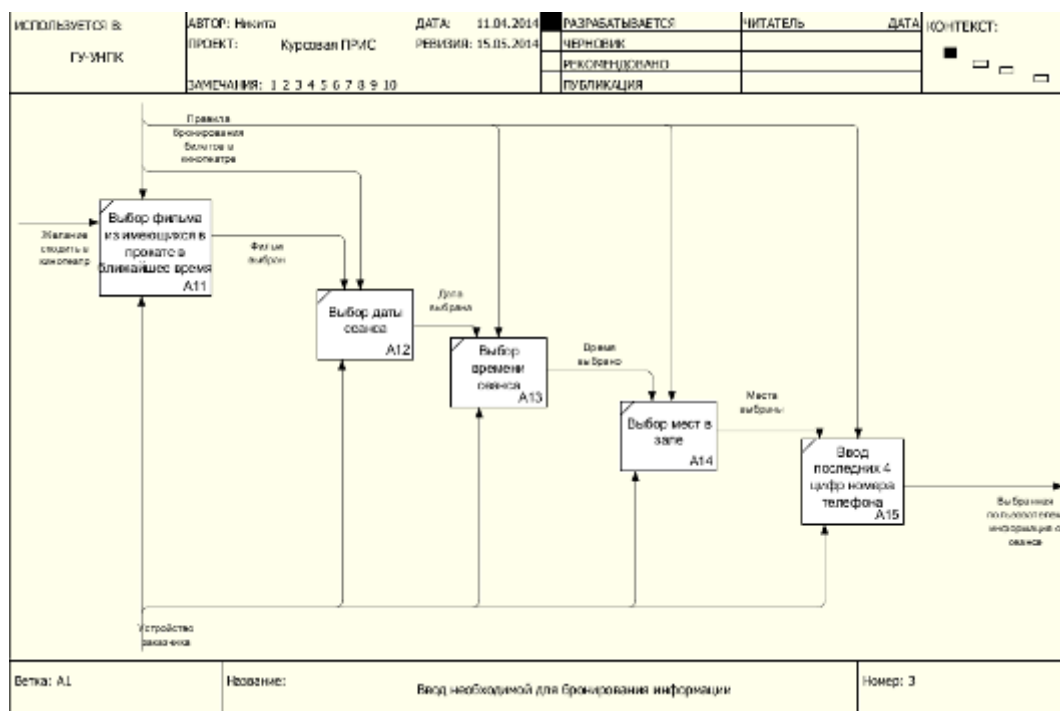 ИСПОЛЬЗУЕТСЯ В:
ГУ-УНПК
АВТОР: Никита
ДАТА: 11.04.2014
ПРОЕКТ: Курсовая ПРИС
РЕВИЗИЯ: 15.05.2014
ЗАМЕЧАНИЯ: 1 2 3 4 5 6 7 8 9 10
РАЗРАБАТЫВАЕТСЯ
ЧЕРНОВИК
РЕКОМЕНДОВАНО
ПУБЛИКАЦИЯ
ЧИТАТЕЛЬ ДАТА
КОНТЕКСТ:
Правила
бронирования
билетов в
кинотеатре
Желание
сходить в
кинотеатр
Выбор фильма
из имеющихся в
прокате в
ближайшее время
A11
Фильм
выбран
Выбор даты
сеанса
A12
Дата
выбрана
Выбор
времени
сеанса
A13
Время
выбрано
Выбор мест в
зале
A14
Места
выбраны
Ввод
последних 4
цифр номера
телефона
A15
Выбранная
пользователем
информация о
сеансе
Устройство
заказчика
Ветка: A1
Название:
Ввод необходимой для бронирования информации
Номер: 3